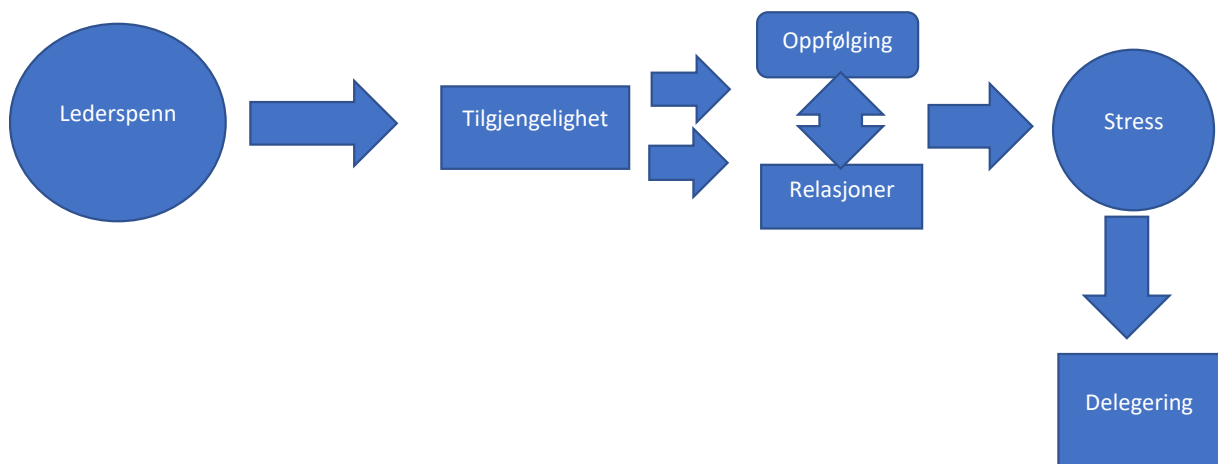 Lederspenn
Tilgjengelighet
Oppfølging
Relasjoner
Stress
Delegering